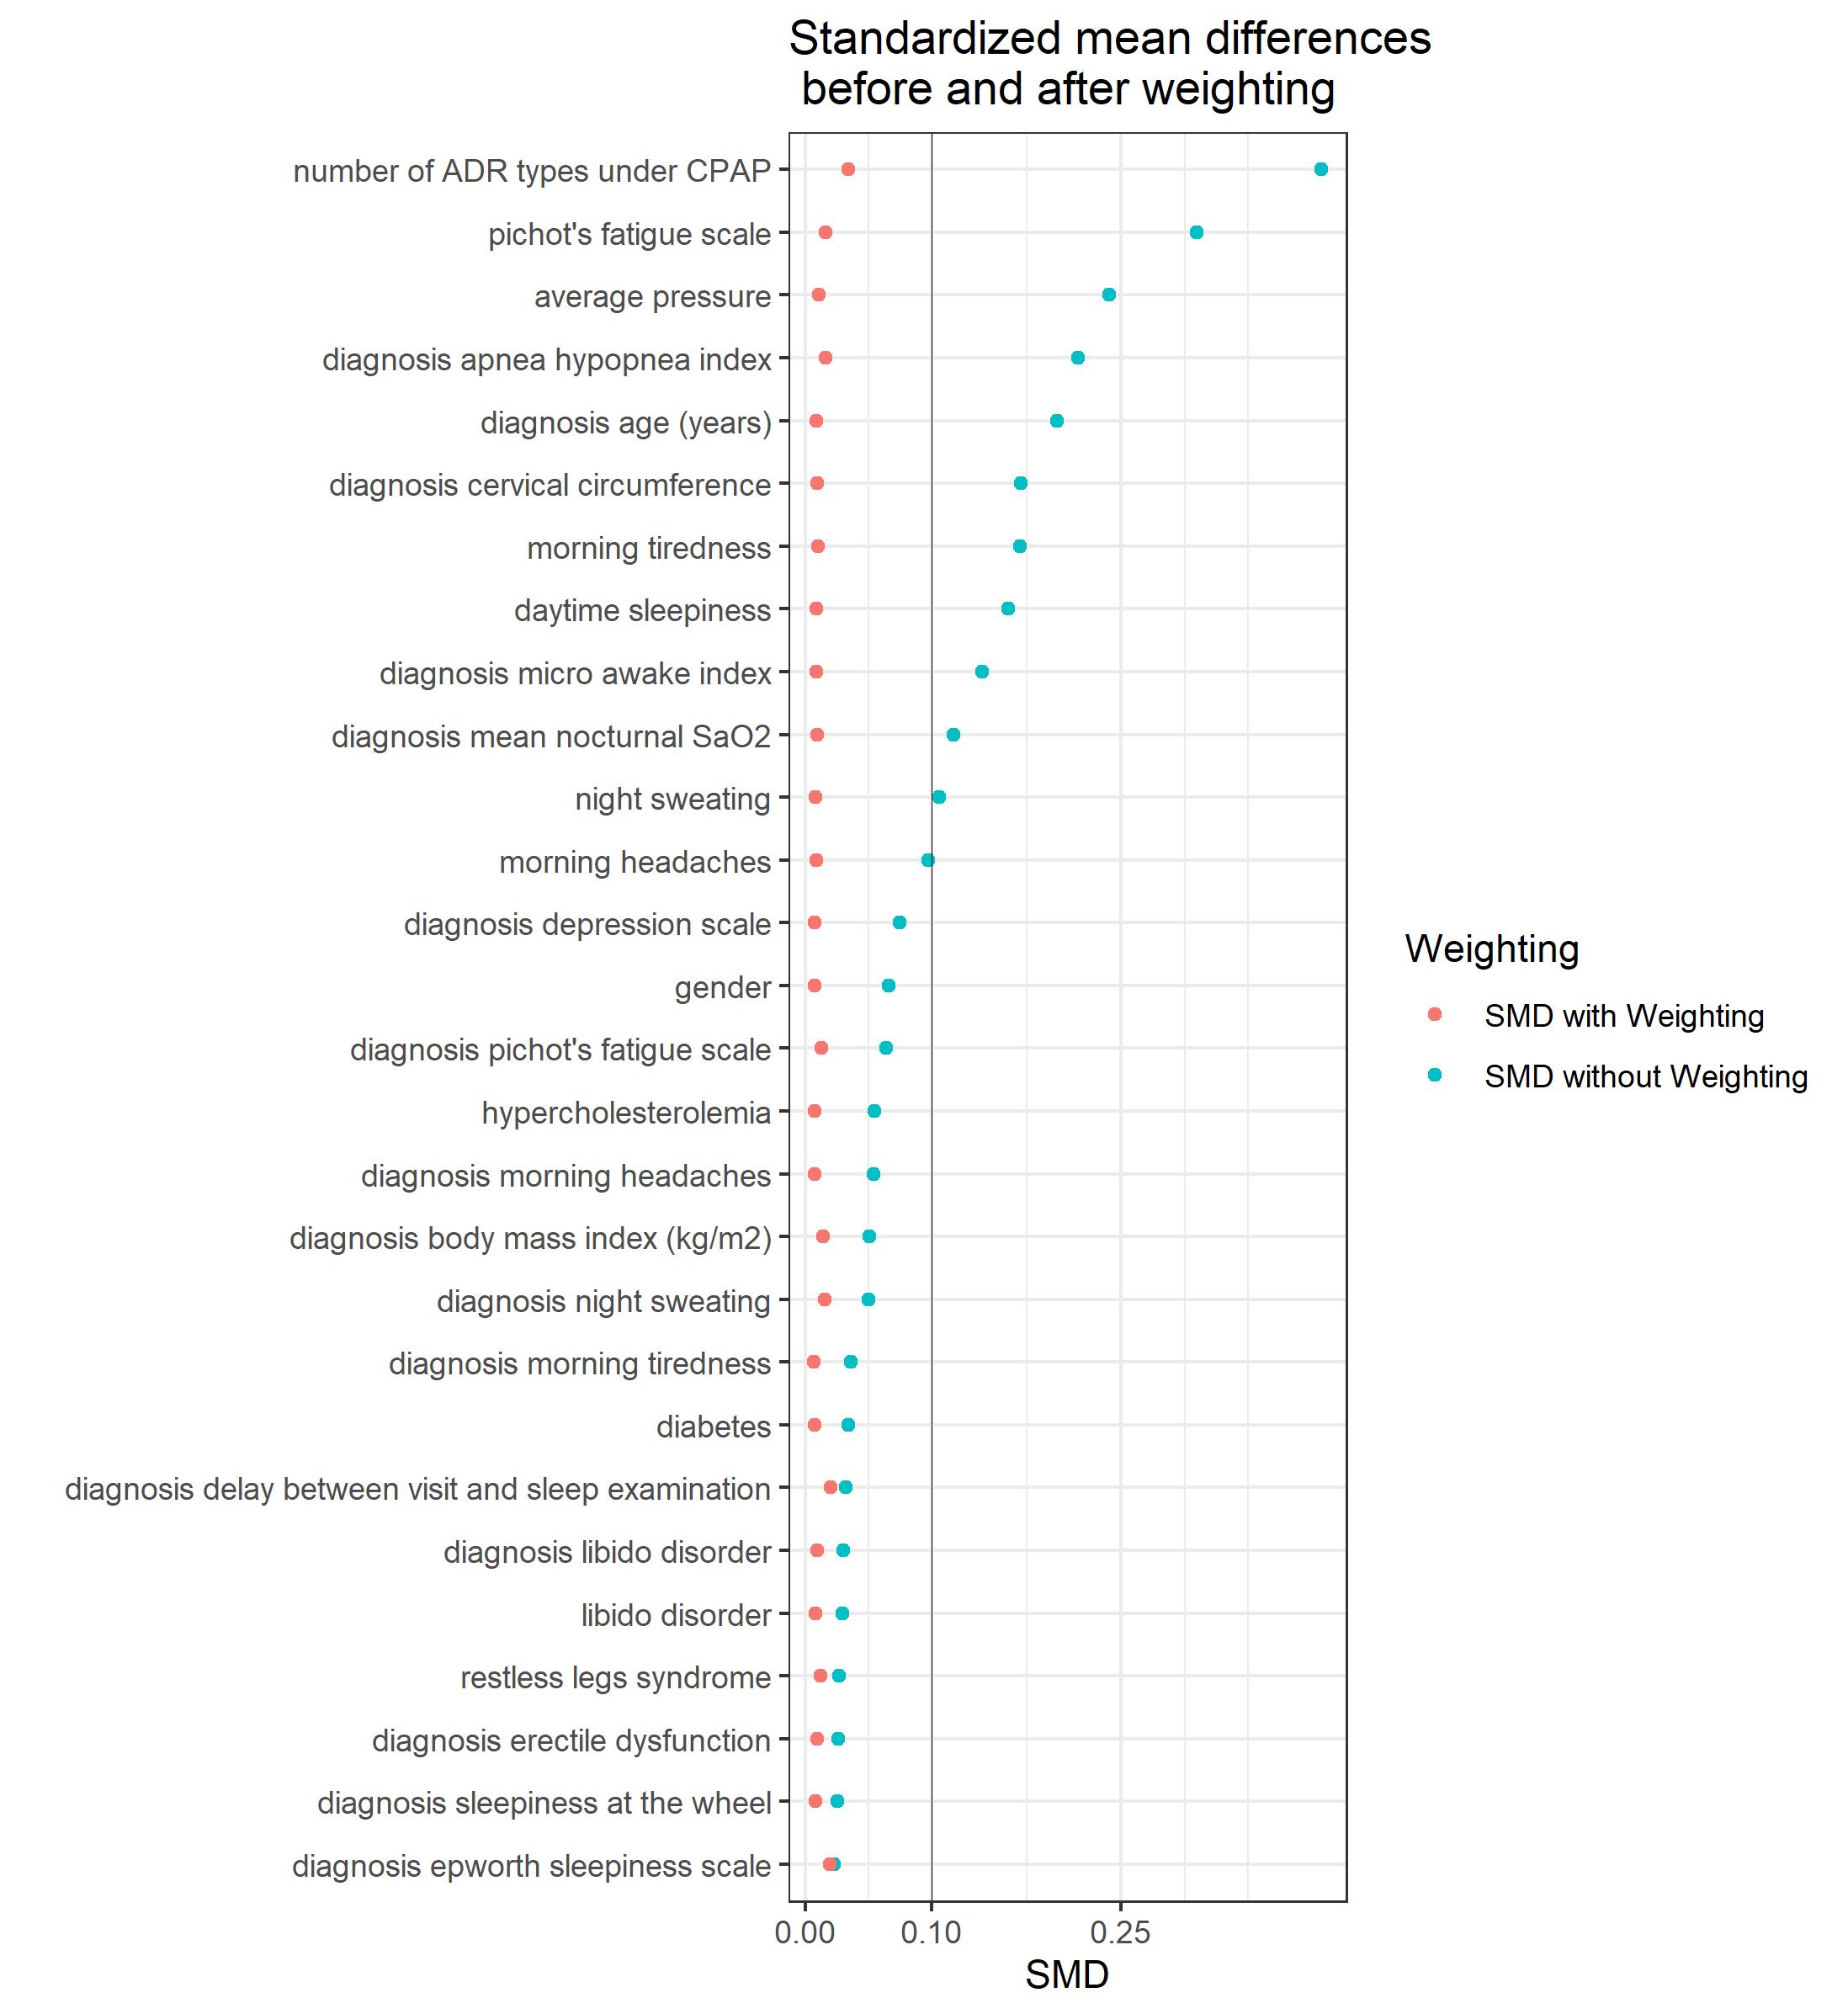 Standardized mean differences
before and after weighting
number of ADR types under CPAP
pichot's fatigue scale
average pressure
diagnosis apnea hypopnea index
diagnosis age (years)
diagnosis cervical circumference
morning tiredness
daytime sleepiness
diagnosis micro awake index
diagnosis mean nocturnal SaO2
night sweating
morning headaches
diagnosis depression scale
gender
diagnosis pichot's fatigue scale
hypercholesterolemia
diagnosis morning headaches
diagnosis body mass index (kg/m2)
diagnosis night sweating
diagnosis morning tiredness
diabetes
diagnosis delay between visit and sleep examination
diagnosis libido disorder
libido disorder
restless legs syndrome
diagnosis erectile dysfunction
diagnosis sleepiness at the wheel
diagnosis epworth sleepiness scale
0.00 0.10 0.25
SMD
Weighting
SMD with Weighting
SMD without Weighting